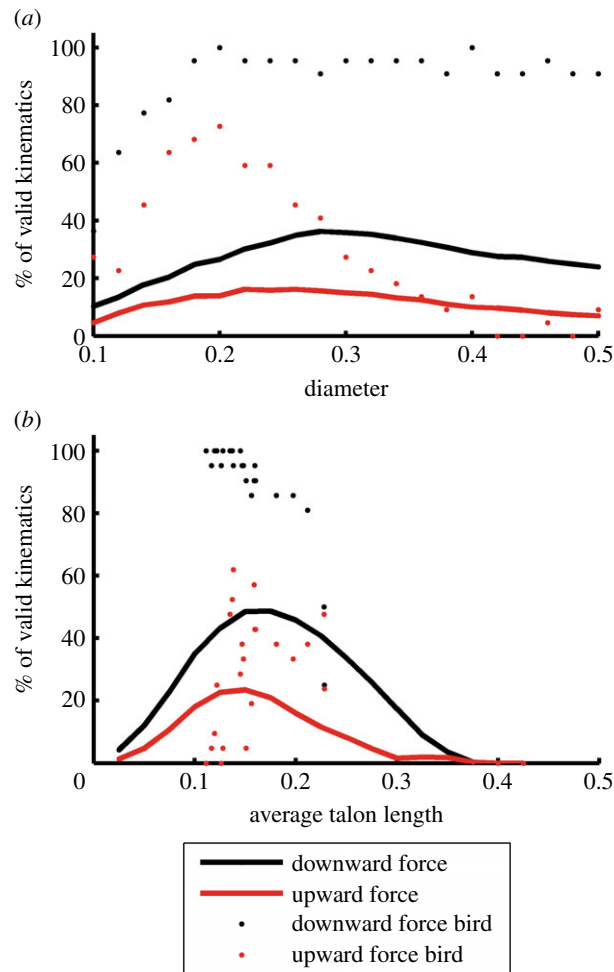 (a)
100
80
60
40
20
0
% of valid kinematics
0.1 0.2 0.3 0.4 0.5
diameter
(b)
100
80
60
40
20
% of valid kinematics
0 0.1 0.2 0.3 0.4 0.5
average talon length
downward force
upward force
downward force bird
upward force bird